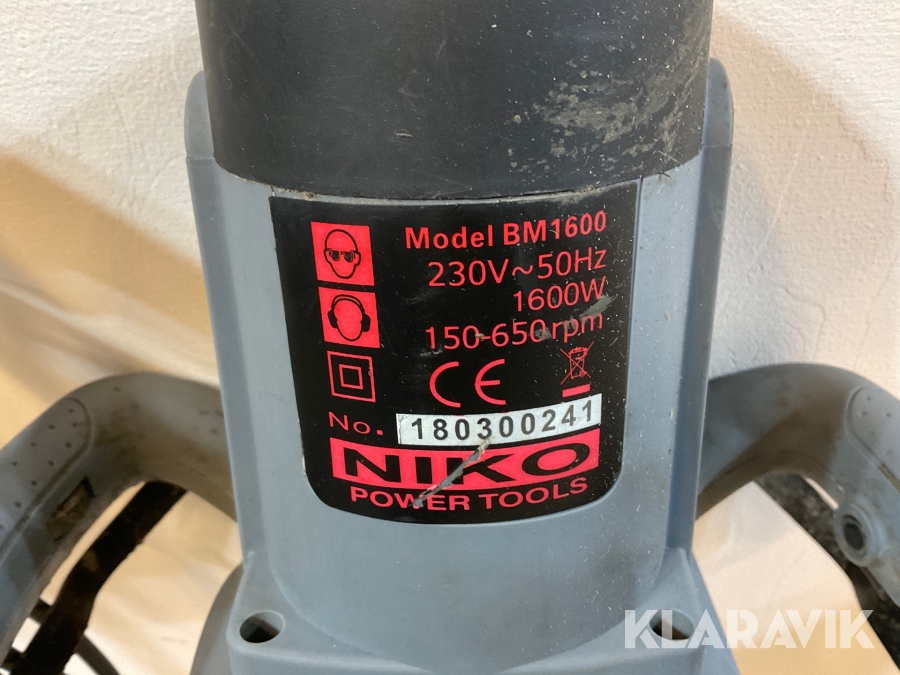 Model BM1600
230V~50Hz
1600W
150-650rpm
CE
No. 180300241
NIKO
POWER TOOLS
KLARAVIK